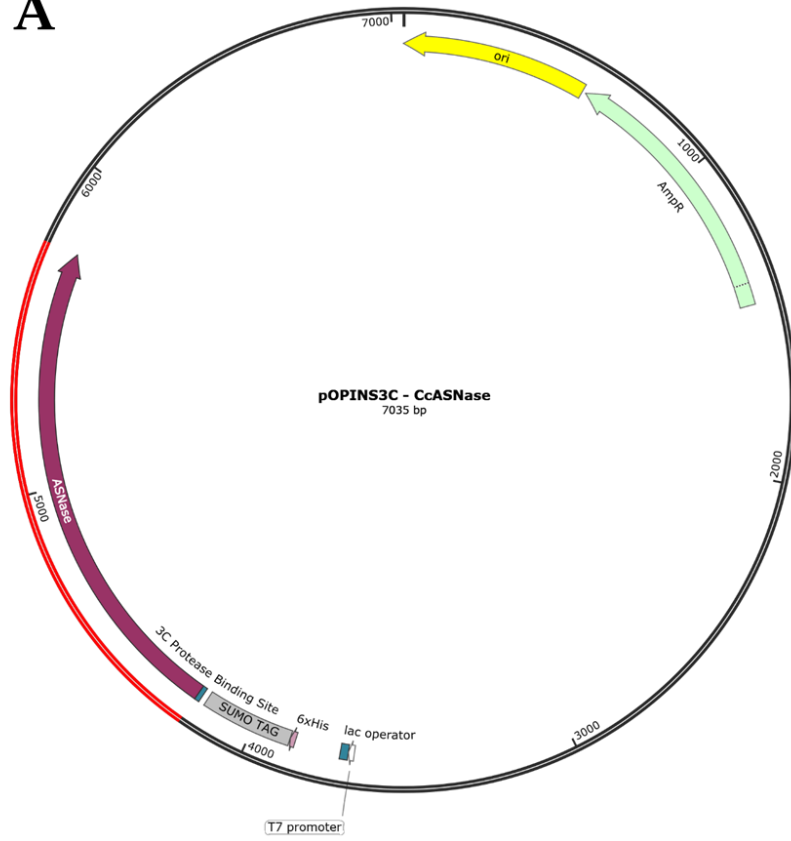 A
7000
ori
1000
AmpR
6000
pOPINS3C - CcASNase
7035 bp
2000
5000
ASNase
3C Protease Binding Site
SUMO TAG
6xHis
lac operator
4000
3000
T7 promoter